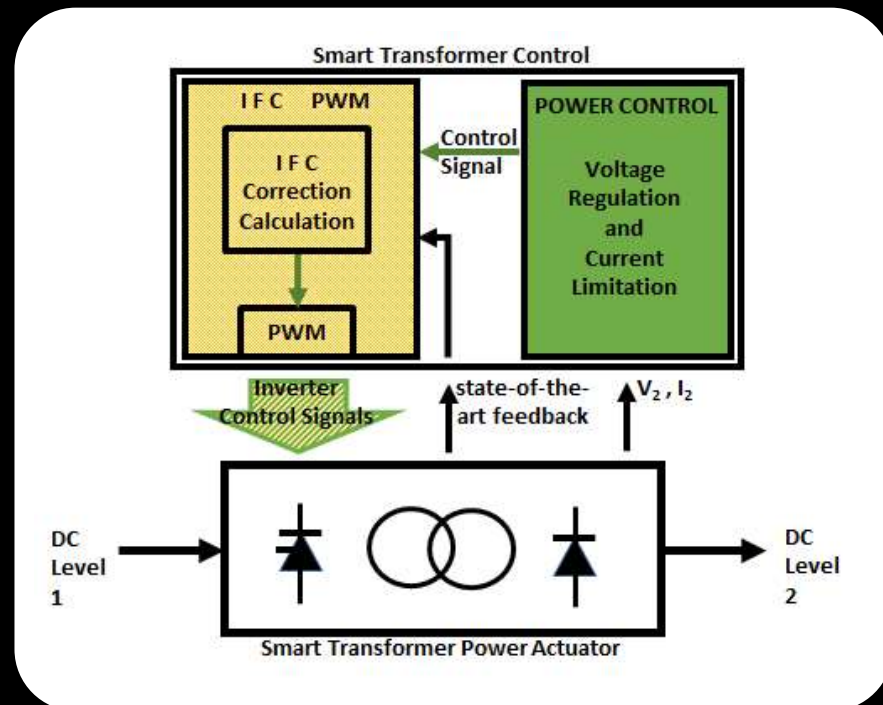 Smart Transformer Control
I F C PWM
I F C
Correction
Calculation
PWM
Control
Signal
POWER CONTROL
Voltage
Regulation
and
Current
Limitation
Inverter
Control Signals
state-of-the-
art feedback
V₂ , I₂
DC
Level
1
DC
Level
2
Smart Transformer Power Actuator